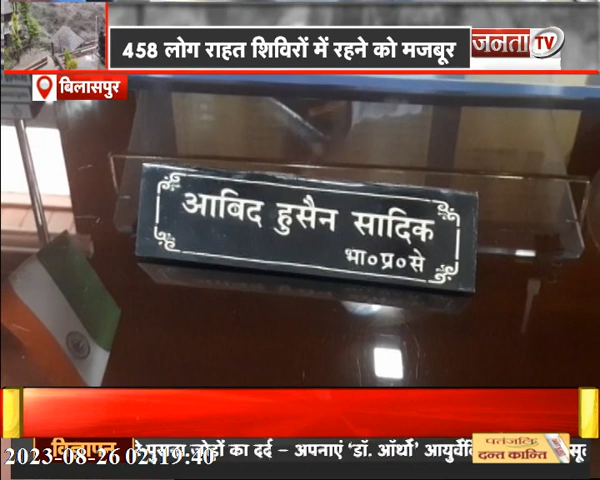 458 लोग राहत शिविरों में रहने को मजबूर
जनता TV
बिलासपुर
आबिद हुसैन सादिक
भा०प्र०से
विज्ञापन
जोड़ों का दर्द – अपनाएं 'डॉ. ऑर्थो'
पतंजलि
दन्त कान्ति
2023-08-26 02:19:40